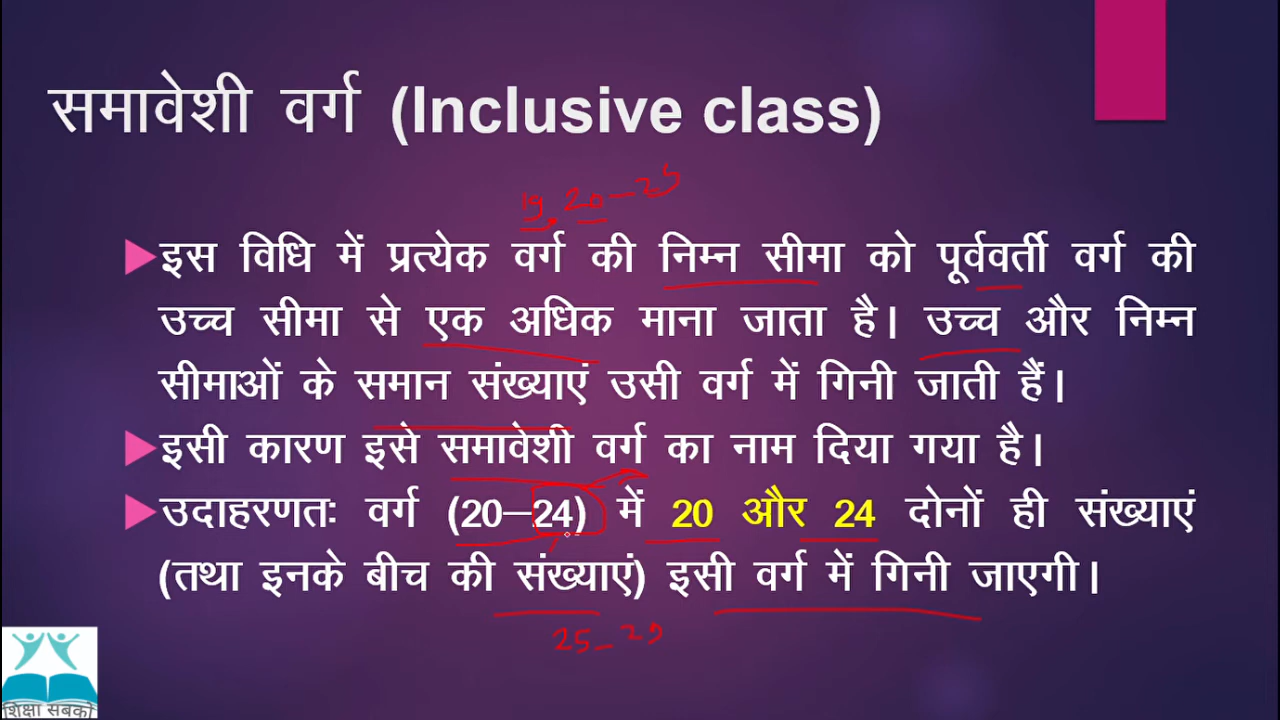 समावेशी वर्ग (Inclusive class)
19, 20-25
इस विधि में प्रत्येक वर्ग की निम्न सीमा को पूर्ववर्ती वर्ग की
उच्च सीमा से एक अधिक माना जाता है। उच्च और निम्न
सीमाओं के समान संख्याएं उसी वर्ग में गिनी जाती हैं।
इसी कारण इसे समावेशी वर्ग का नाम दिया गया है।
उदाहरणतः वर्ग (20–24) में 20 और 24 दोनों ही संख्याएं
(तथा इनके बीच की संख्याएं) इसी वर्ग में गिनी जाएगी।
25-29
शिक्षा सबको